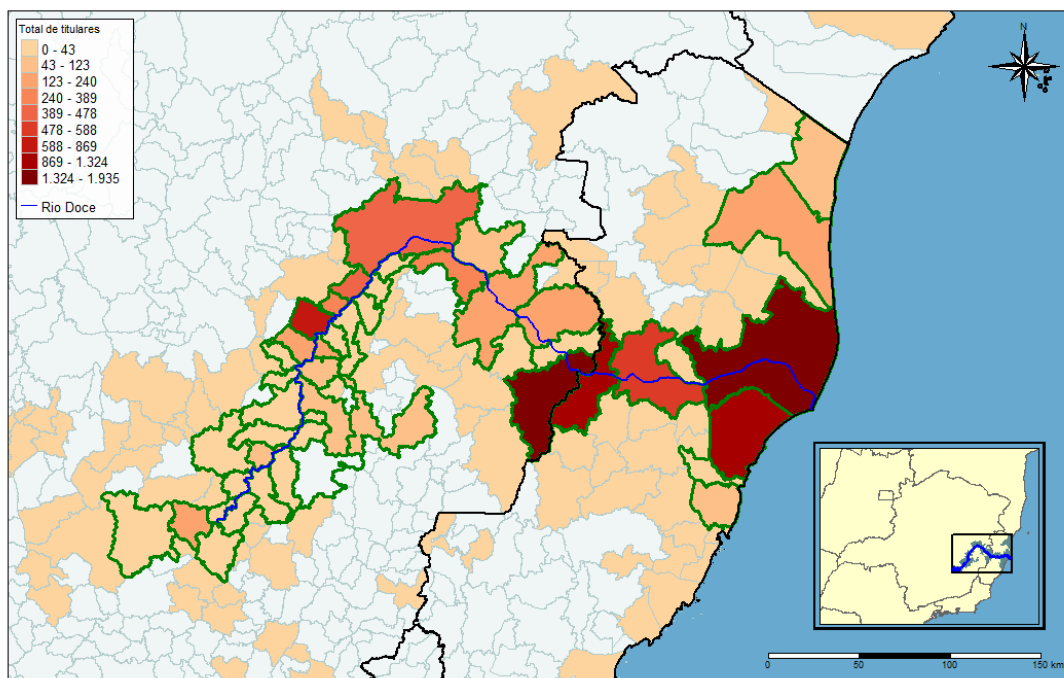 Total de titulares
0 - 43
43 - 123
123 - 240
240 - 389
389 - 478
478 - 588
588 - 869
869 - 1.324
1.324 - 1.935
Rio Doce
N
0 50 100 150 km